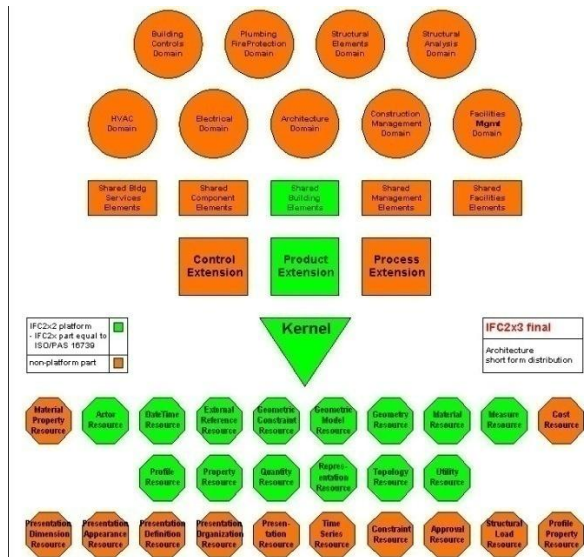 Building
Controls
Domain
Plumbing
FireProtection
Domain
Structural
Elements
Domain
Structural
Analysis
Domain
HVAC
Domain
Electrical
Domain
Architecture
Domain
Construction
Management
Domain
Facilities
Mgmt
Domain
Shared Bldg
Services
Elements
Shared
Component
Elements
Shared
Building
Elements
Shared
Management
Elements
Shared
Facilities
Elements
Control
Extension
Product
Extension
Process
Extension
Kernel
IFC2x2 platform
- IFC2x part equal to
ISO/PAS 16739
non-platform part
IFC2x3 final
Architecture
short form distribution
Material
Property
Resource
Actor
Resource
DateTime
Resource
External
Reference
Resource
Geometric
Constraint
Resource
Geometric
Model
Resource
Geometry
Resource
Material
Resource
Measure
Resource
Cost
Resource
Profile
Resource
Property
Resource
Quantity
Resource
Represen-
tation
Resource
Topology
Resource
Utility
Resource
Presentation
Dimension
Resource
Presentation
Appearance
Resource
Presentation
Definition
Resource
Presentation
Organization
Resource
Presen-
tation
Resource
Time
Series
Resource
Constraint
Resource
Approval
Resource
Structural
Load
Resource
Profile
Property
Resource